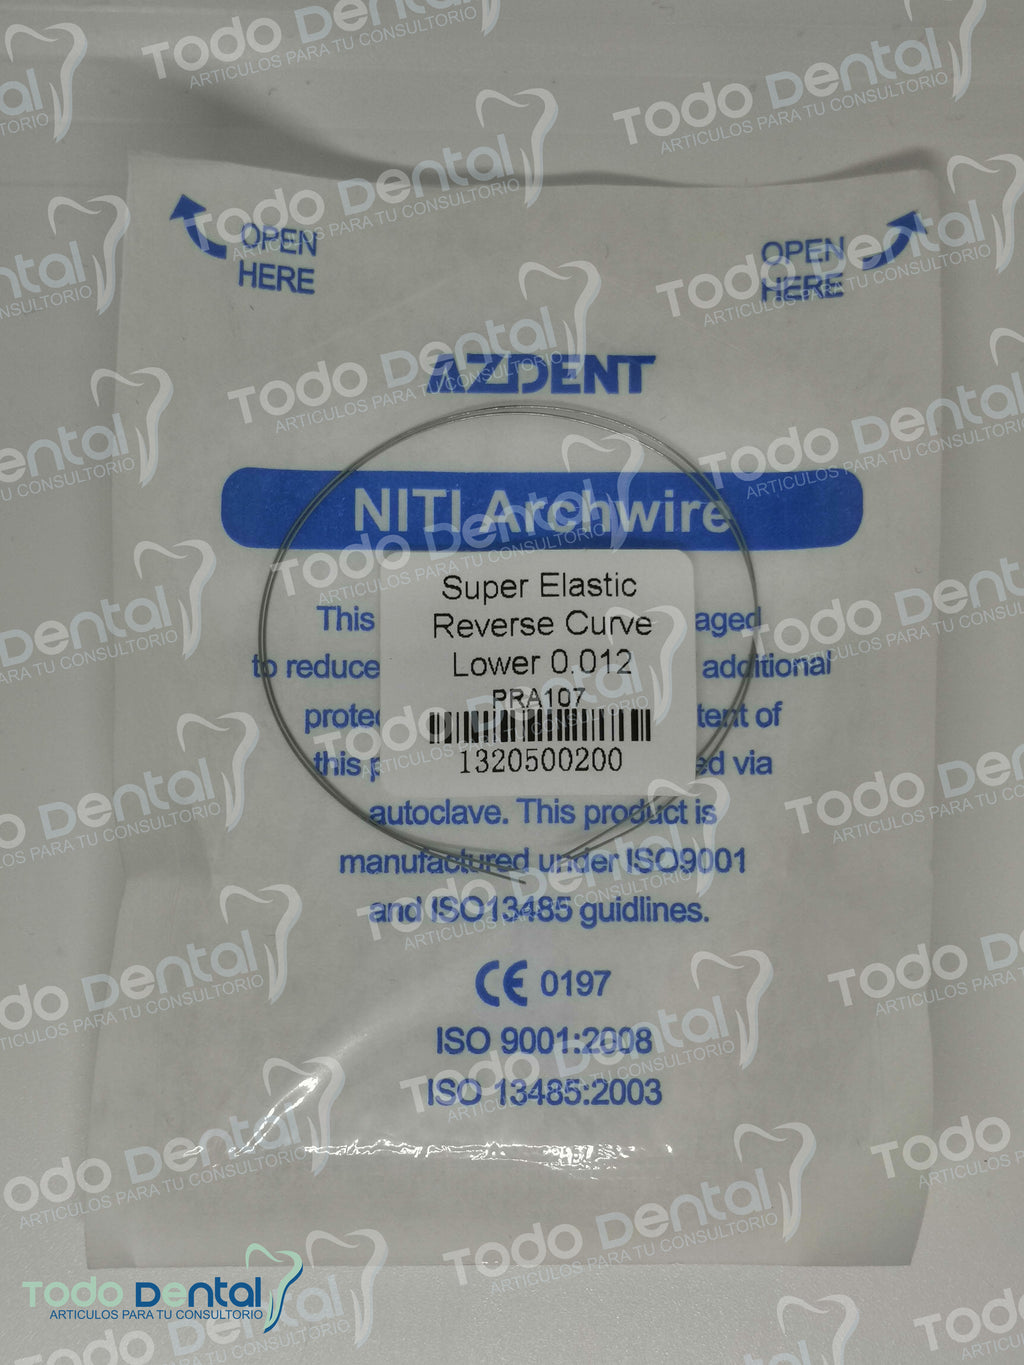 OPEN
HERE
OPEN
HERE
AZDENT
NITI Archwire
Super Elastic
Reverse Curve
Lower 0.012
PRA107
1320500200
This aged
to reduce additional
protec tent of
this p ed via
autoclave. This product is
manufactured under ISO9001
and ISO13485 guidlines.
CE 0197
ISO 9001:2008
ISO 13485:2003
Todo Dental
ARTICULOS PARA TU CONSULTORIO